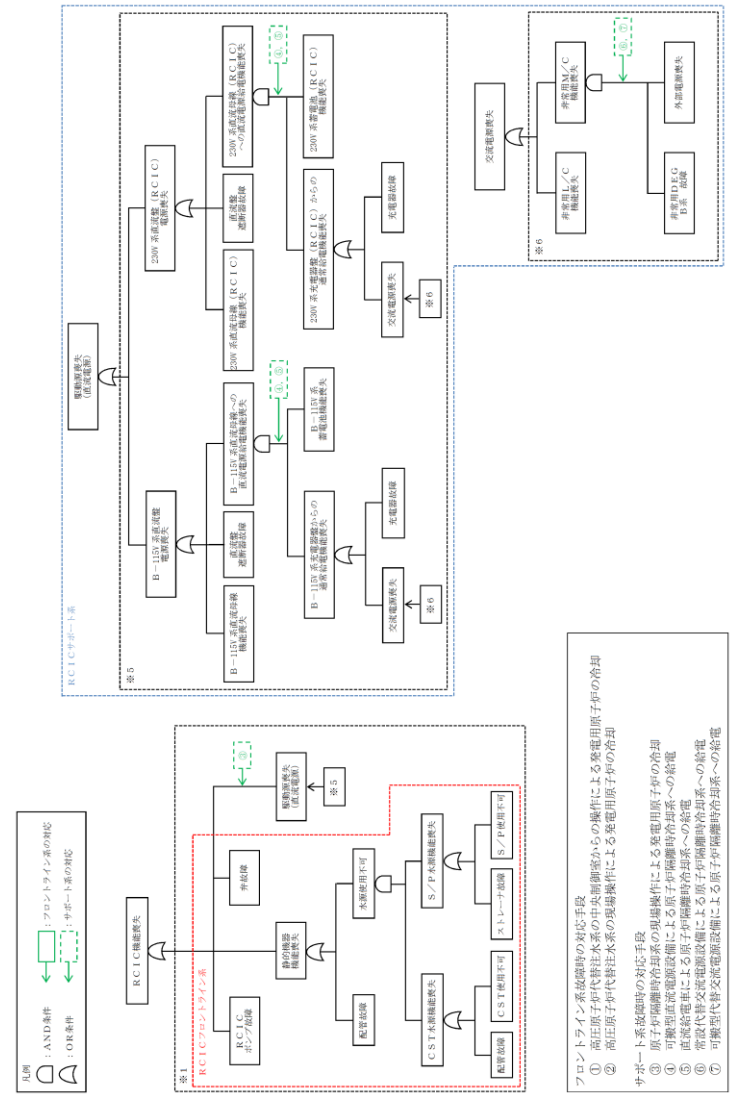 凡例
：AND条件
：OR条件
：フロントライン系の対応
：サポート系の対応
※1
RCIC機能喪失
RCIC
ポンプ故障
静的機器
機能喪失
弁故障
駆動源喪失
(直流電源)
※5
③
RCICフロントライン系
配管故障
水源使用不可
CST水源機能喪失
S/P水源機能喪失
配管故障
CST使用不可
ストレーナ故障
S/P使用不可
フロントライン系故障時の対応手段
① 高圧原子炉代替注水系の中央制御室からの操作による発電用原子炉の冷却
② 高圧原子炉代替注水系の現場操作による発電用原子炉の冷却
サポート系故障時の対応手段
③ 原子炉隔離時冷却系の現場操作による発電用原子炉の冷却
④ 可搬型直流電源設備による原子炉隔離時冷却系への給電
⑤ 直流給電車による原子炉隔離時冷却系への給電
⑥ 常設代替交流電源設備による原子炉隔離時冷却系への給電
⑦ 可搬型代替交流電源設備による原子炉隔離時冷却系への給電
RCICサポート系
※5
駆動源喪失
(直流電源)
B－115V系直流盤
電源喪失
230V系直流盤(RCIC)
電源喪失
B－115V系直流母線
機能喪失
直流盤
遮断器故障
B－115V系直流母線への
直流電源給電機能喪失
230V系直流母線(RCIC)
機能喪失
直流盤
遮断器故障
230V系直流母線(RCIC)
への直流電源給電機能喪失
④，⑤
B－115V系充電器盤からの
通常給電機能喪失
B－115V系
蓄電池機能喪失
230V系充電器盤(RCIC)からの
通常給電機能喪失
230V系蓄電池(RCIC)
機能喪失
交流電源喪失
充電器故障
交流電源喪失
充電器故障
※6
※6
※6
交流電源喪失
非常用L/C
機能喪失
非常用M/C
機能喪失
⑥，⑦
非常用DEG
B系 故障
外部電源喪失